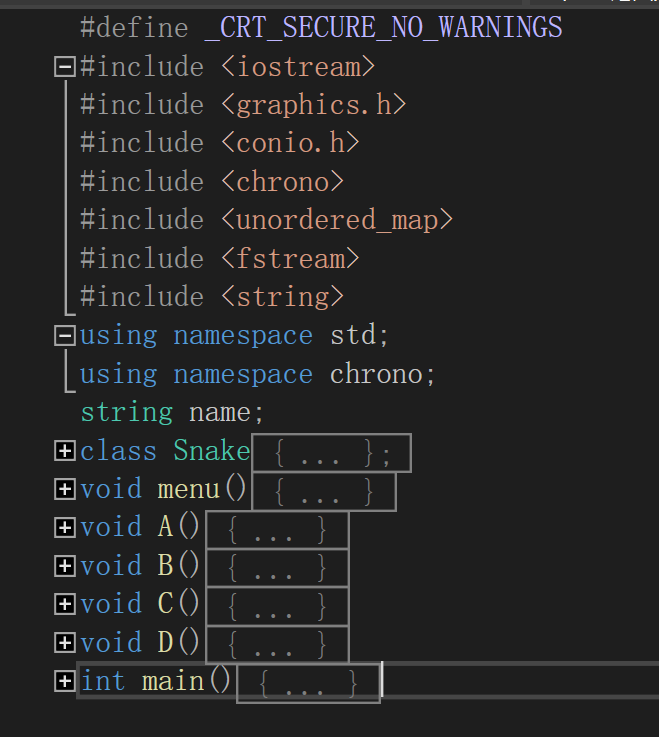 #define _CRT_SECURE_NO_WARNINGS
#include <iostream>
#include <graphics.h>
#include <conio.h>
#include <chrono>
#include <unordered_map>
#include <fstream>
#include <string>
using namespace std;
using namespace chrono;
string name;
class Snake { ... };
void menu() { ... }
void A() { ... }
void B() { ... }
void C() { ... }
void D() { ... }
int main() { ... }